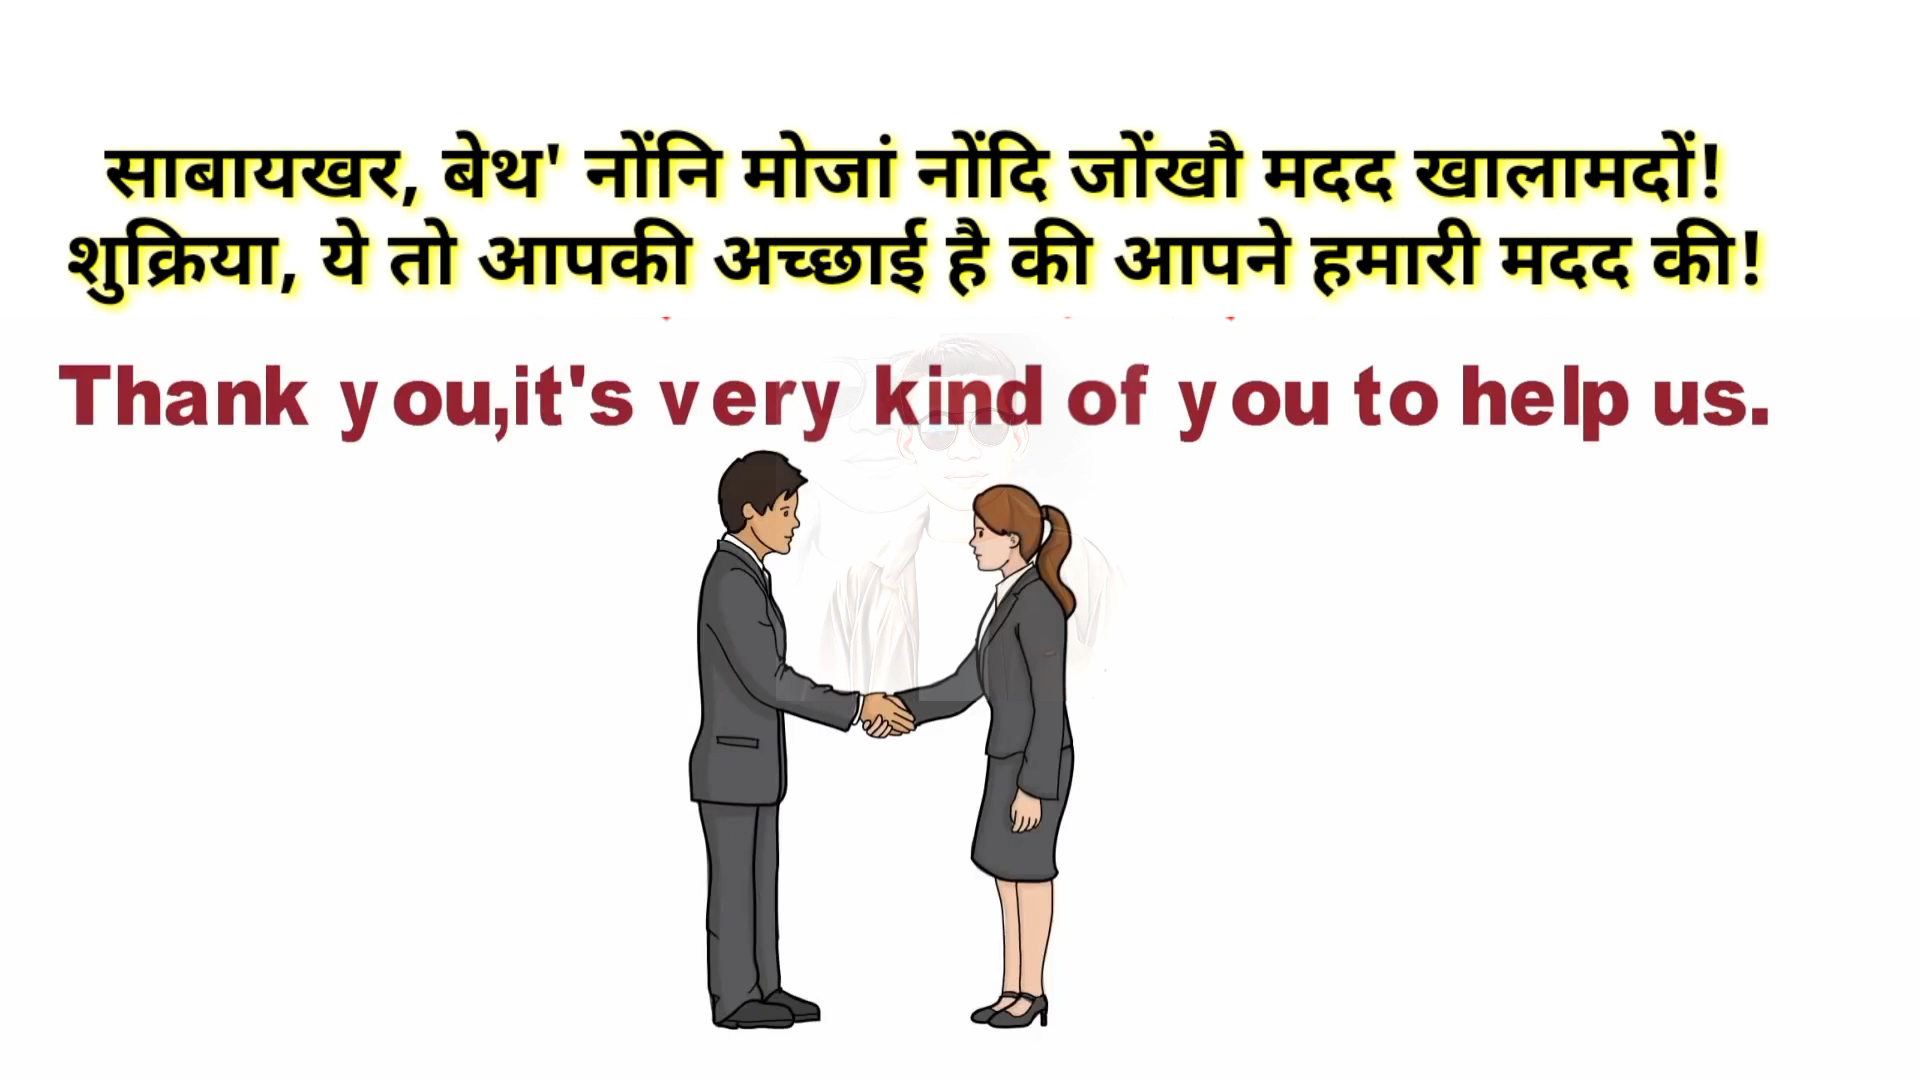 साबायखर, बेथ' नोंनि मोजां नोंदि जोंखौ मदद खालामदों!
शुक्रिया, ये तो आपकी अच्छाई है की आपने हमारी मदद की!
Thank you,it's very kind of you to help us.